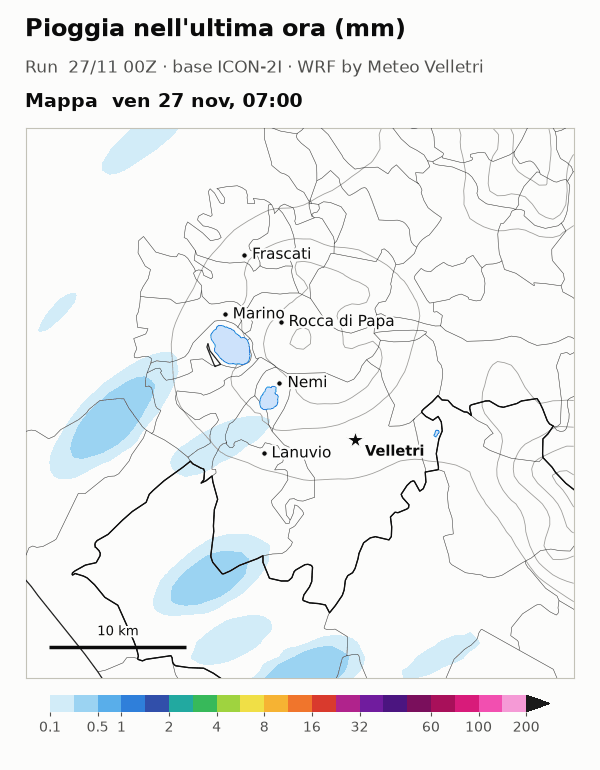 Pioggia nell'ultima ora (mm)
Run  27/11 00Z · base ICON-2I · WRF by Meteo Velletri
Mappa  ven 27 nov, 07:00
Frascati
Marino
Rocca di Papa
Nemi
Velletri
Lanuvio
10 km
0.1 0.5 1 2 4 8 16 32 60 100 200